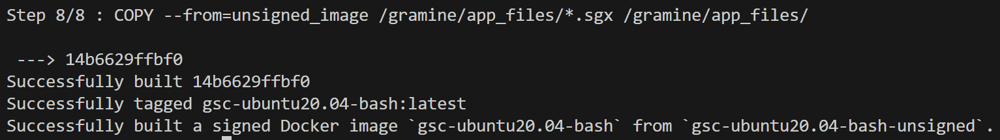 Step 8/8 : COPY --from=unsigned_image /gramine/app_files/*.sgx /gramine/app_files/
---> 14b6629ffbf0
Successfully built 14b6629ffbf0
Successfully tagged gsc-ubuntu20.04-bash:latest
Successfully built a signed Docker image `gsc-ubuntu20.04-bash` from `gsc-ubuntu20.04-bash-unsigned`.